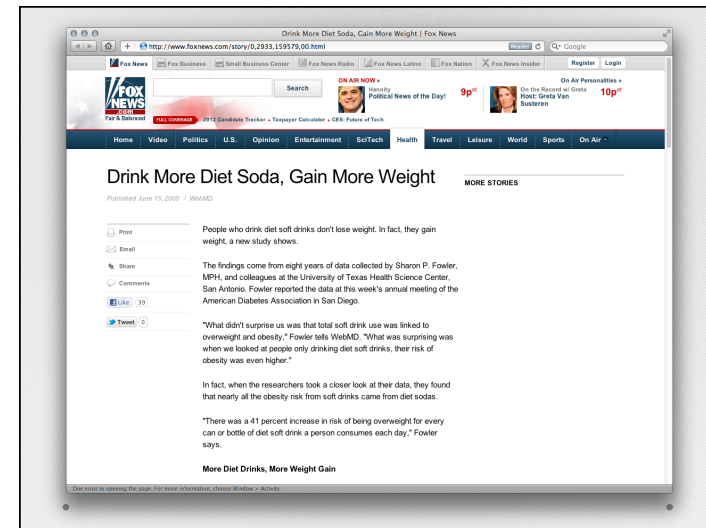 Drink More Diet Soda, Gain More Weight | Fox News
http://www.foxnews.com/story/0,2933,159579,00.html Reader Google
Fox News Fox Business Small Business Center Fox News Radio Fox News Latino Fox Nation Fox News Insider Register Login
FOX
NEWS
.com
Fair & Balanced
Search
ON AIR NOW »
Hannity
Political News of the Day!
9p et
On Air Personalities »
On the Record w/ Greta
Host: Greta Van
Susteren
10p et
FULL COVERAGE 2012 Candidate Tracker • Taxpayer Calculator • CES: Future of Tech
Home Video Politics U.S. Opinion Entertainment SciTech Health Travel Leisure World Sports On Air
Drink More Diet Soda, Gain More Weight
Published June 15, 2005 / WebMD
MORE STORIES
Print
Email
Share
Comments
Like 39
Tweet 0
People who drink diet soft drinks don't lose weight. In fact, they gain
weight, a new study shows.
The findings come from eight years of data collected by Sharon P. Fowler,
MPH, and colleagues at the University of Texas Health Science Center,
San Antonio. Fowler reported the data at this week's annual meeting of the
American Diabetes Association in San Diego.
"What didn't surprise us was that total soft drink use was linked to
overweight and obesity," Fowler tells WebMD. "What was surprising was
when we looked at people only drinking diet soft drinks, their risk of
obesity was even higher."
In fact, when the researchers took a closer look at their data, they found
that nearly all the obesity risk from soft drinks came from diet sodas.
"There was a 41 percent increase in risk of being overweight for every
can or bottle of diet soft drink a person consumes each day," Fowler
says.
More Diet Drinks, More Weight Gain
One error in opening the page. For more information, choose Window > Activity.